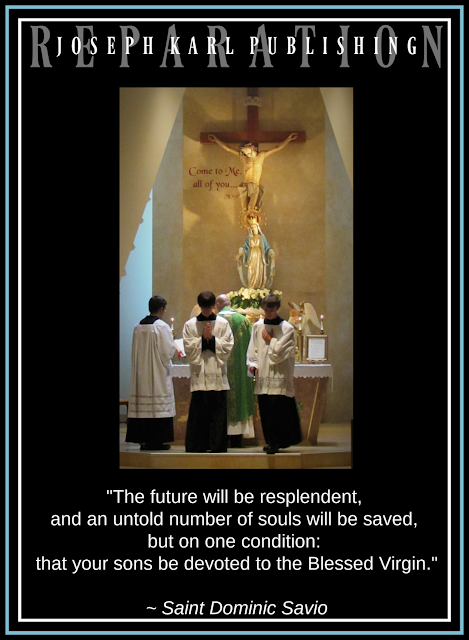 REPARATION
JOSEPH KARL PUBLISHING
Come to Me,
all of you...
"The future will be resplendent,
and an untold number of souls will be saved,
but on one condition:
that your sons be devoted to the Blessed Virgin."
~ Saint Dominic Savio